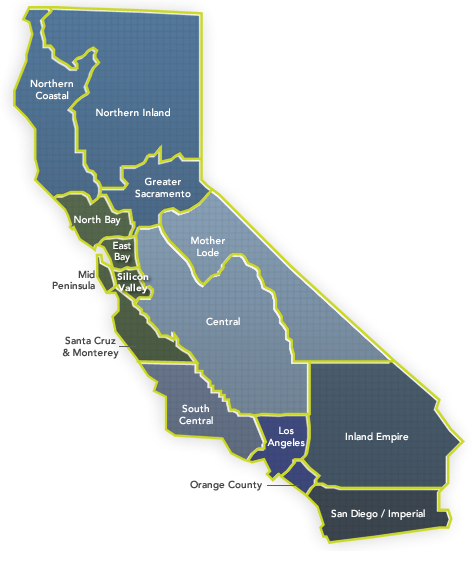 Northern
Coastal
Northern Inland
Greater
Sacramento
North Bay
East
Bay
Mother
Lode
Mid
Peninsula
Silicon
Valley
Central
Santa Cruz
& Monterey
South
Central
Los
Angeles
Inland Empire
Orange County
San Diego / Imperial